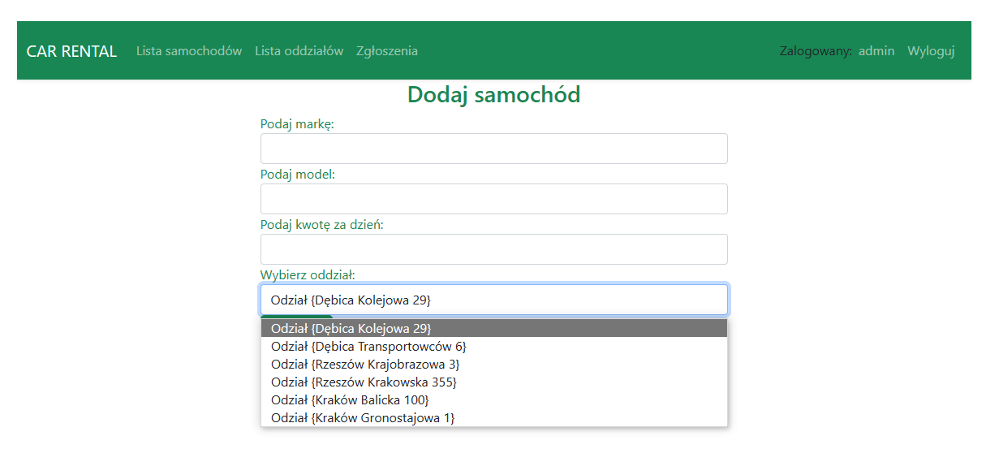 CAR RENTAL Lista samochodów Lista oddziałów Zgłoszenia Zalogowany: admin Wyloguj
Dodaj samochód
Podaj markę:
Podaj model:
Podaj kwotę za dzień:
Wybierz oddział:
Odział {Dębica Kolejowa 29}
Odział {Dębica Kolejowa 29}
Odział {Dębica Transportowców 6}
Odział {Rzeszów Krajobrazowa 3}
Odział {Rzeszów Krakowska 355}
Odział {Kraków Balicka 100}
Odział {Kraków Gronostajowa 1}